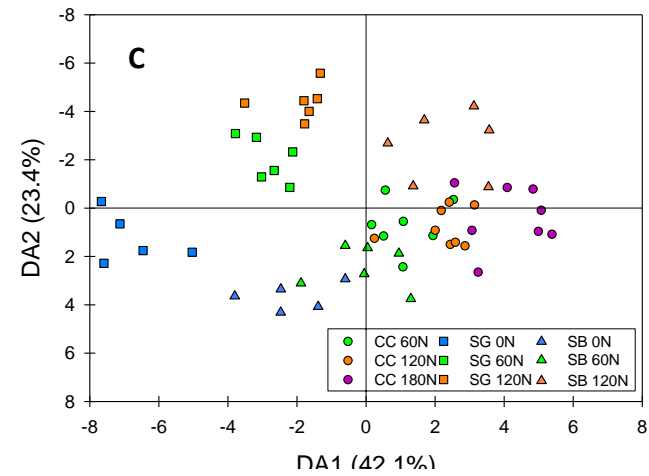 C
-8
-6
-4
-2
0
2
4
6
8
DA2 (23.4%)
-8 -6 -4 -2 0 2 4 6 8
DA1 (42.1%)
CC 60N SG 0N SB 0N
CC 120N SG 60N SB 60N
CC 180N SG 120N SB 120N